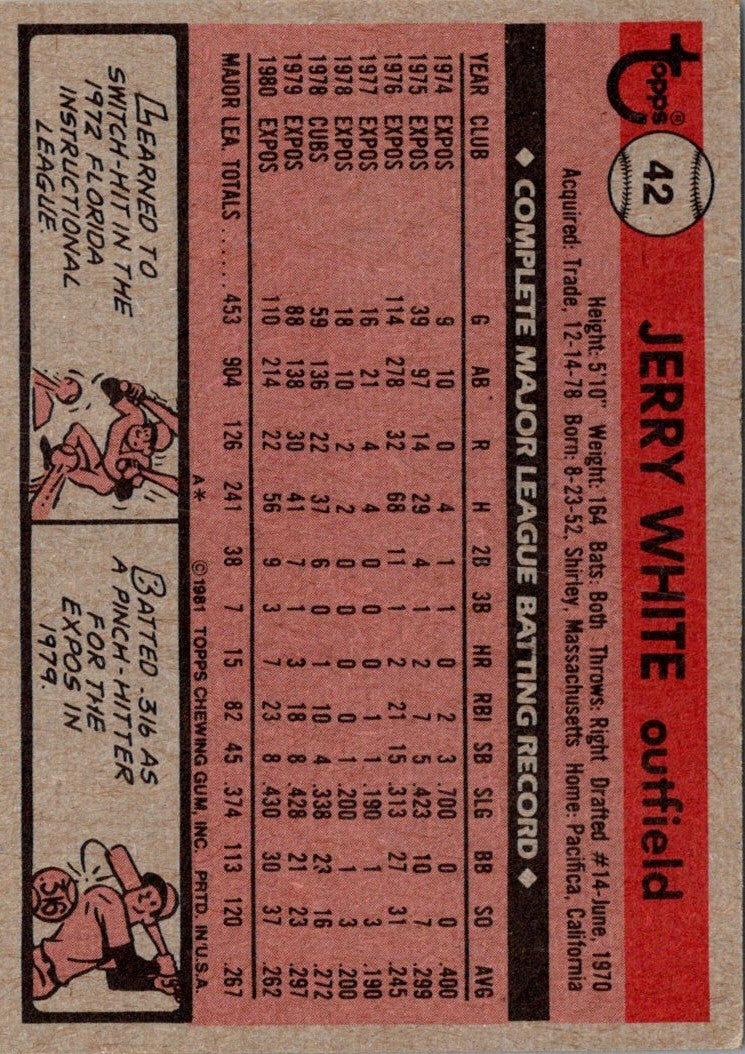 topps®
42
JERRY WHITE outfield
Height: 5'10" Weight: 164 Bats: Both Throws: Right Drafted #14-June, 1970
Acquired: Trade, 12-14-78 Born: 8-23-52, Shirley, Massachusetts Home: Pacifica, California
◆ COMPLETE MAJOR LEAGUE BATTING RECORD ◆
YEAR CLUB G AB R H 2B 3B HR RBI SB SLG BB SO AVG
1974 EXPOS 9 10 0 4 1 1 0 2 3 .700 0 0 .400
1975 EXPOS 39 97 14 29 4 1 2 7 5 .423 10 7 .299
1976 EXPOS 114 278 32 68 11 1 2 21 15 .313 27 31 .245
1977 EXPOS 16 21 4 4 0 0 0 1 1 .190 1 3 .190
1978 EXPOS 18 10 2 2 0 0 0 0 1 .200 1 3 .200
1978 CUBS 59 136 22 37 6 0 1 10 4 .338 23 16 .272
1979 EXPOS 88 138 30 41 7 1 3 18 8 .428 21 23 .297
1980 EXPOS 110 214 22 56 9 3 7 23 8 .430 30 37 .262
MAJOR LEA. TOTALS...... 453 904 126 241 38 7 15 82 45 .374 113 120 .267
A* ©1981 TOPPS CHEWING GUM, INC. PRTD. IN U.S.A.
LEARNED TO
SWITCH-HIT IN THE
1972 FLORIDA
INSTRUCTIONAL
LEAGUE.
BATTED .316 AS
A PINCH-HITTER
FOR THE
EXPOS IN
1979.
316